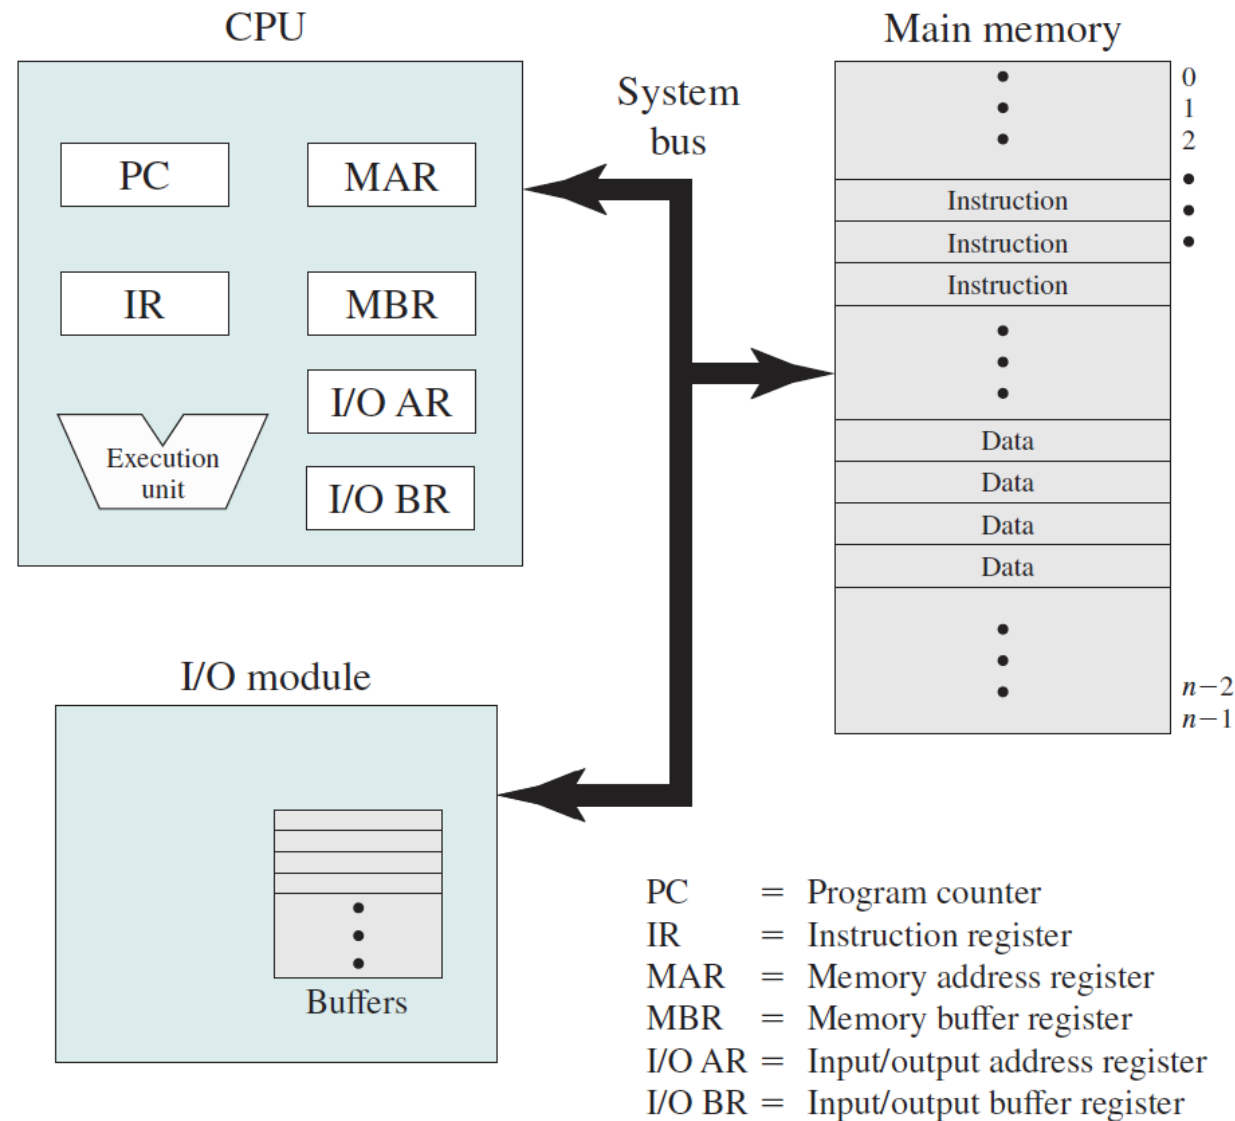 CPU
PC
MAR
IR
MBR
I/O AR
I/O BR
Execution
unit
System
bus
Main memory
0
1
2
Instruction
Instruction
Instruction
Data
Data
Data
Data
n−2
n−1
I/O module
Buffers
PC = Program counter
IR = Instruction register
MAR = Memory address register
MBR = Memory buffer register
I/O AR = Input/output address register
I/O BR = Input/output buffer register